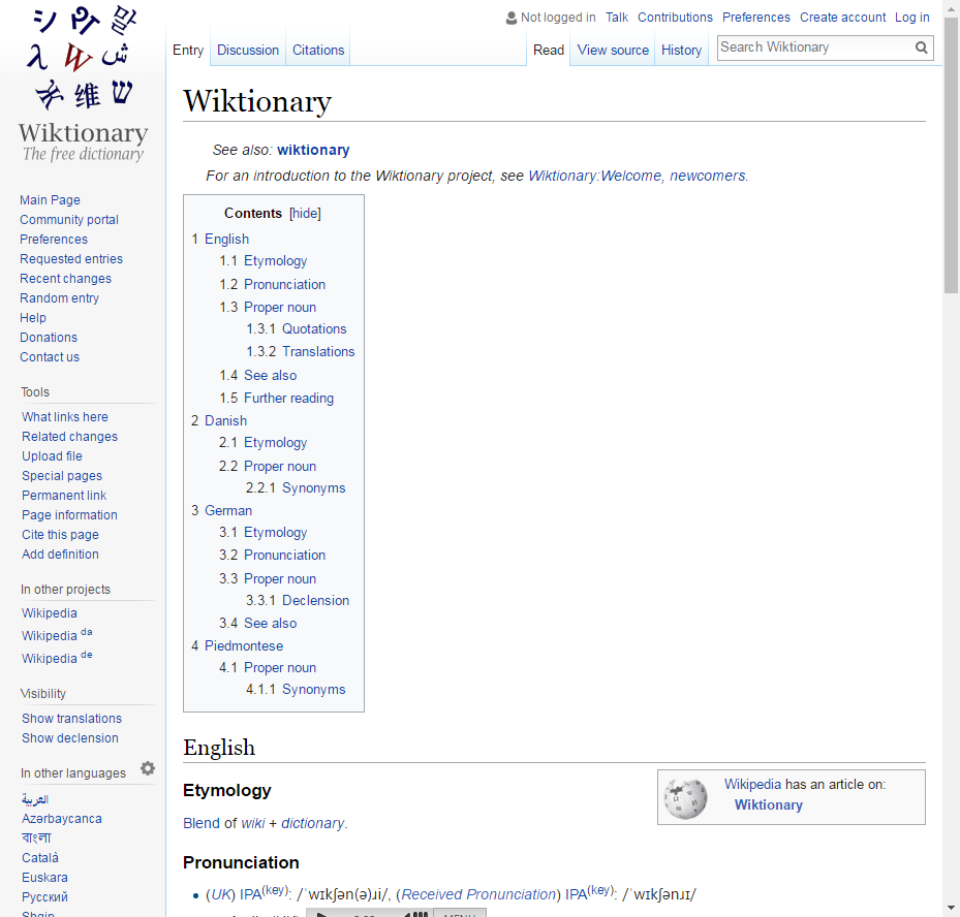 Not logged in Talk Contributions Preferences Create account Log in
Entry Discussion Citations Read View source History Search Wiktionary
シ 말
λ W ش
维 ש
Wiktionary
The free dictionary
Main Page
Community portal
Preferences
Requested entries
Recent changes
Random entry
Help
Donations
Contact us
Tools
What links here
Related changes
Upload file
Special pages
Permanent link
Page information
Cite this page
Add definition
In other projects
Wikipedia
Wikipedia da
Wikipedia de
Visibility
Show translations
Show declension
In other languages
العربية
Azərbaycanca
বাংলা
Català
Euskara
Русский
Shqip
Wiktionary
See also: wiktionary
For an introduction to the Wiktionary project, see Wiktionary:Welcome, newcomers.
Contents [hide]
1 English
1.1 Etymology
1.2 Pronunciation
1.3 Proper noun
1.3.1 Quotations
1.3.2 Translations
1.4 See also
1.5 Further reading
2 Danish
2.1 Etymology
2.2 Proper noun
2.2.1 Synonyms
3 German
3.1 Etymology
3.2 Pronunciation
3.3 Proper noun
3.3.1 Declension
3.4 See also
4 Piedmontese
4.1 Proper noun
4.1.1 Synonyms
English
Etymology
Blend of wiki + dictionary.
Wikipedia has an article on:
Wiktionary
Pronunciation
• (UK) IPA(key): /ˈwɪkʃən(ə)ɹi/, (Received Pronunciation) IPA(key): /ˈwɪkʃənɹɪ/